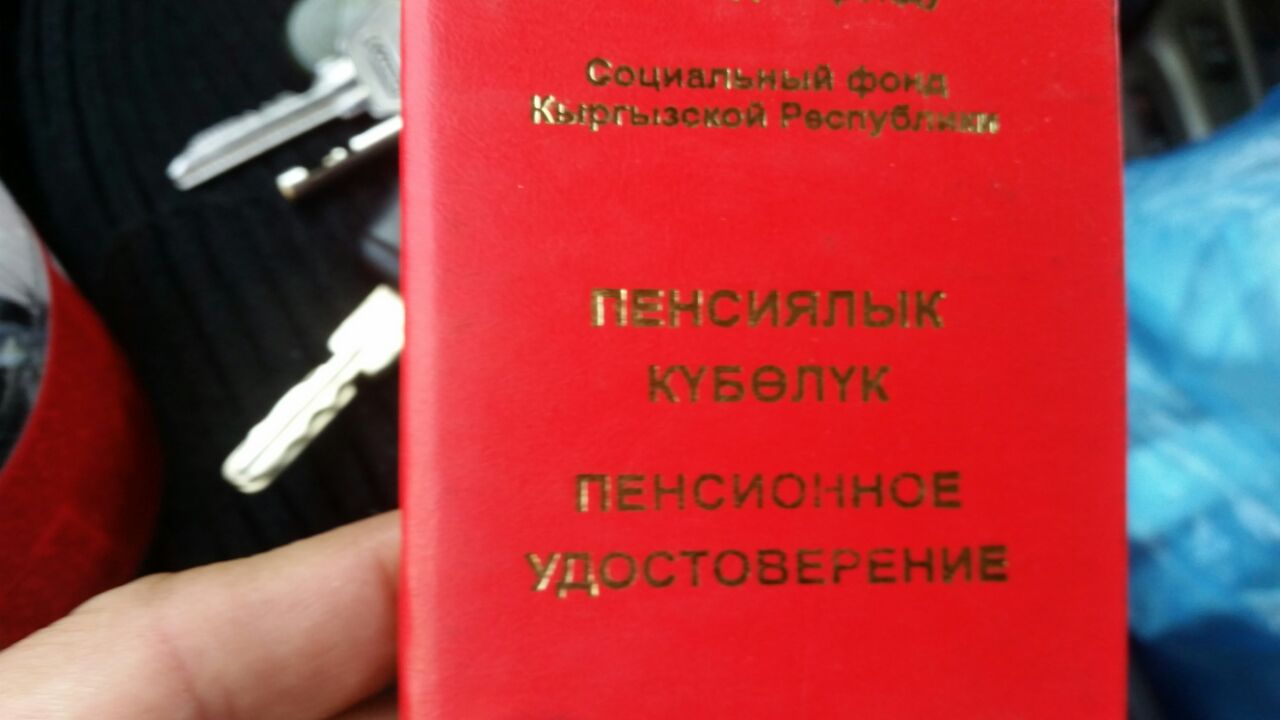 Социальный фонд
Кыргызской Республики
ПЕНСИЯЛЫК
КҮБӨЛҮК
ПЕНСИОННОЕ
УДОСТОВЕРЕНИЕ